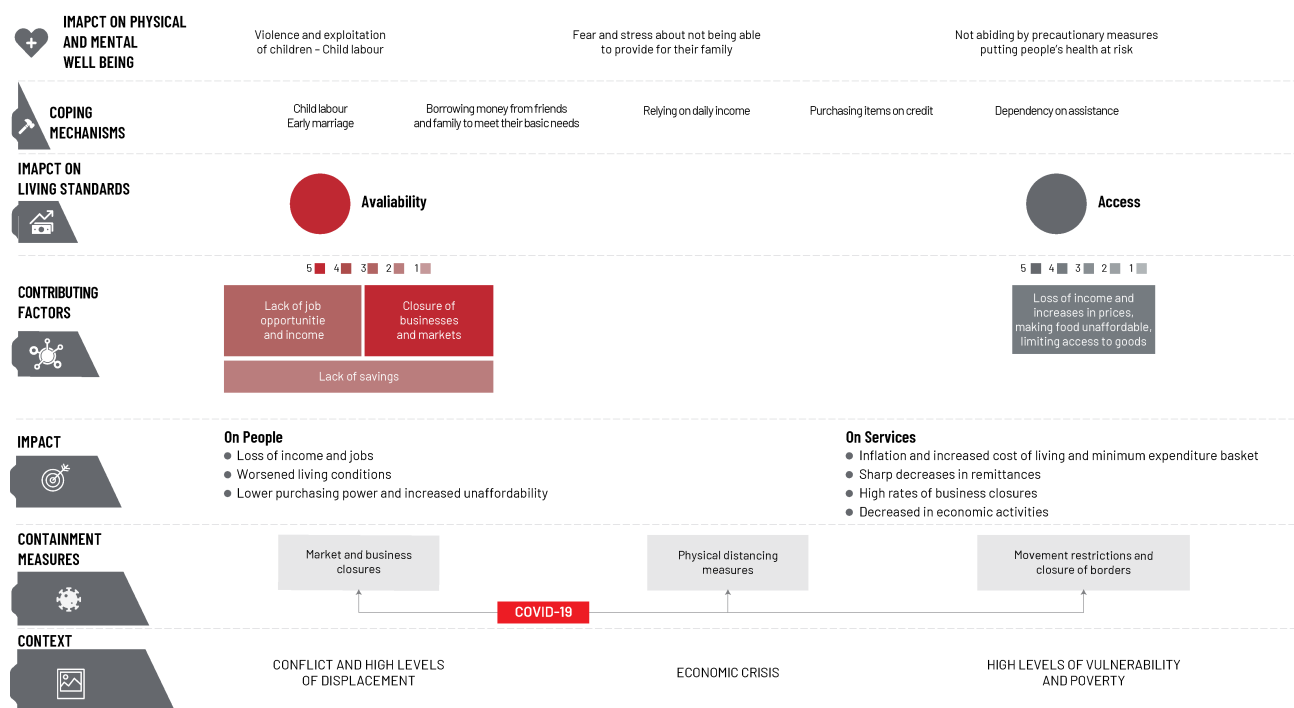 IMAPCT ON PHYSICAL
AND MENTAL
WELL BEING
Violence and exploitation
of children – Child labour
Fear and stress about not being able
to provide for their family
Not abiding by precautionary measures
putting people's health at risk
COPING
MECHANISMS
Child labour
Early marriage
Borrowing money from friends
and family to meet their basic needs
Relying on daily income
Purchasing items on credit
Dependency on assistance
IMAPCT ON
LIVING STANDARDS
Avaliability
Access
5 4 3 2 1
5 4 3 2 1
CONTRIBUTING
FACTORS
Lack of job
opportunitie
and income
Closure of
businesses
and markets
Lack of savings
Loss of income and
increases in prices,
making food unaffordable,
limiting access to goods
IMPACT
On People
Loss of income and jobs
Worsened living conditions
Lower purchasing power and increased unaffordability
On Services
Inflation and increased cost of living and minimum expenditure basket
Sharp decreases in remittances
High rates of business closures
Decreased in economic activities
CONTAINMENT
MEASURES
Market and business
closures
Physical distancing
measures
Movement restrictions and
closure of borders
COVID-19
CONTEXT
CONFLICT AND HIGH LEVELS
OF DISPLACEMENT
ECONOMIC CRISIS
HIGH LEVELS OF VULNERABILITY
AND POVERTY